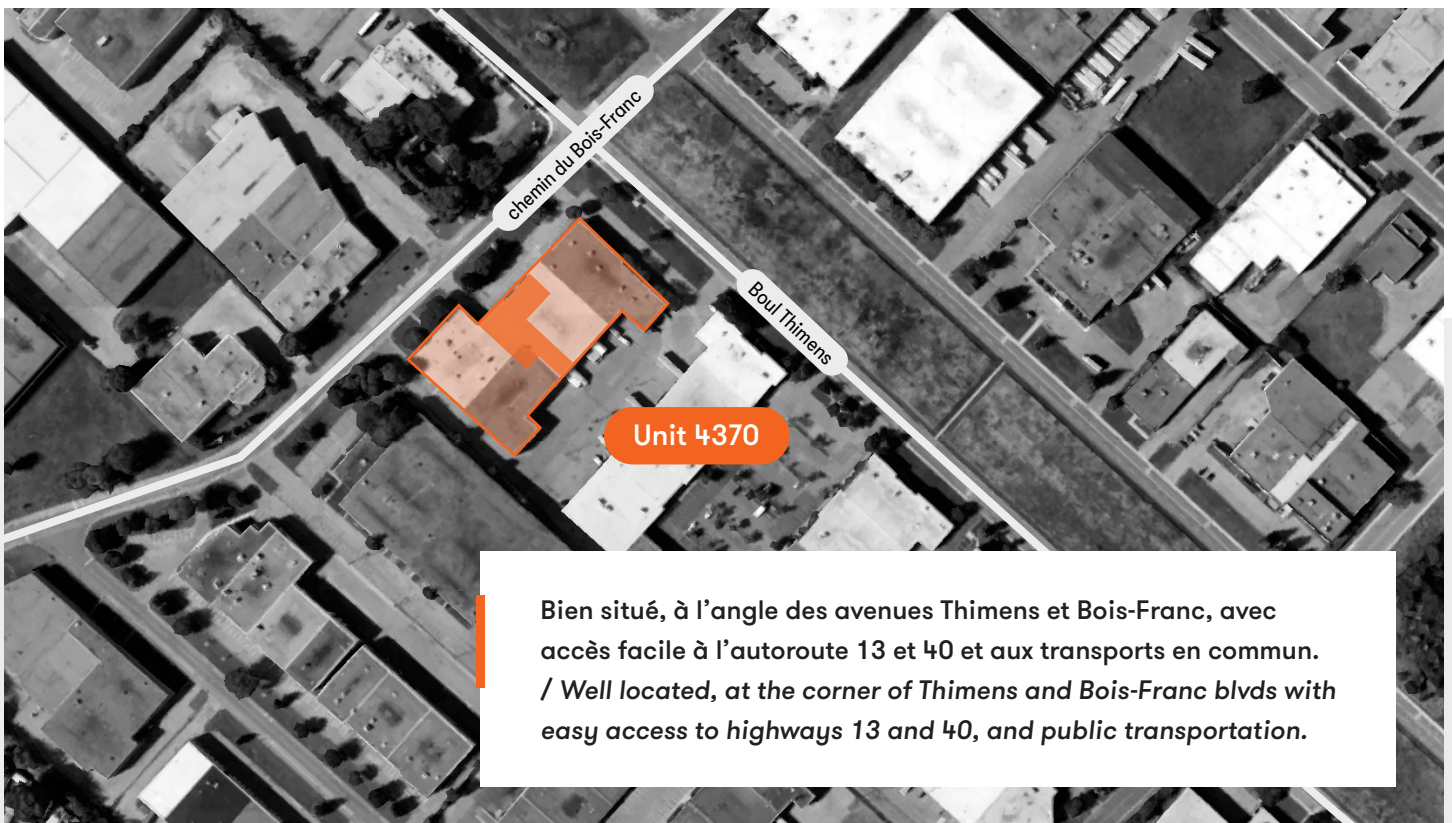 chemin du Bois-Franc
Boul Thimens
Unit 4370
Bien situé, à l’angle des avenues Thimens et Bois-Franc, avec
accès facile à l’autoroute 13 et 40 et aux transports en commun.
/ Well located, at the corner of Thimens and Bois-Franc blvds with
easy access to highways 13 and 40, and public transportation.